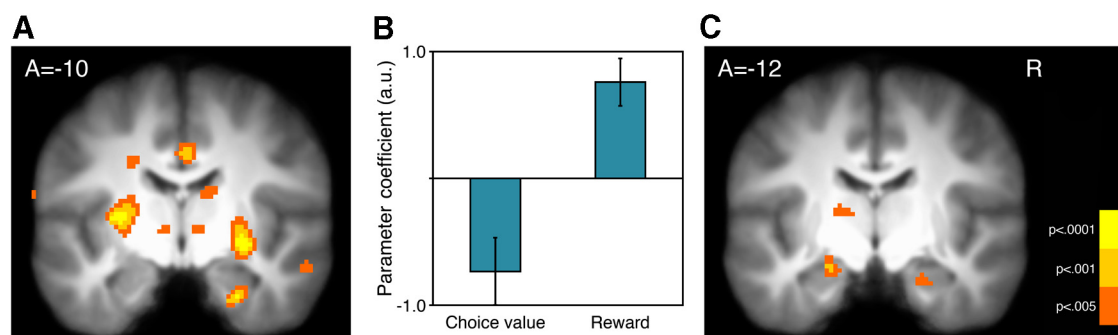 A
A=-10
B
1.0
Parameter coefficient (a.u.)
-1.0
Choice value
Reward
C
A=-12
R
p<.0001
p<.001
p<.005